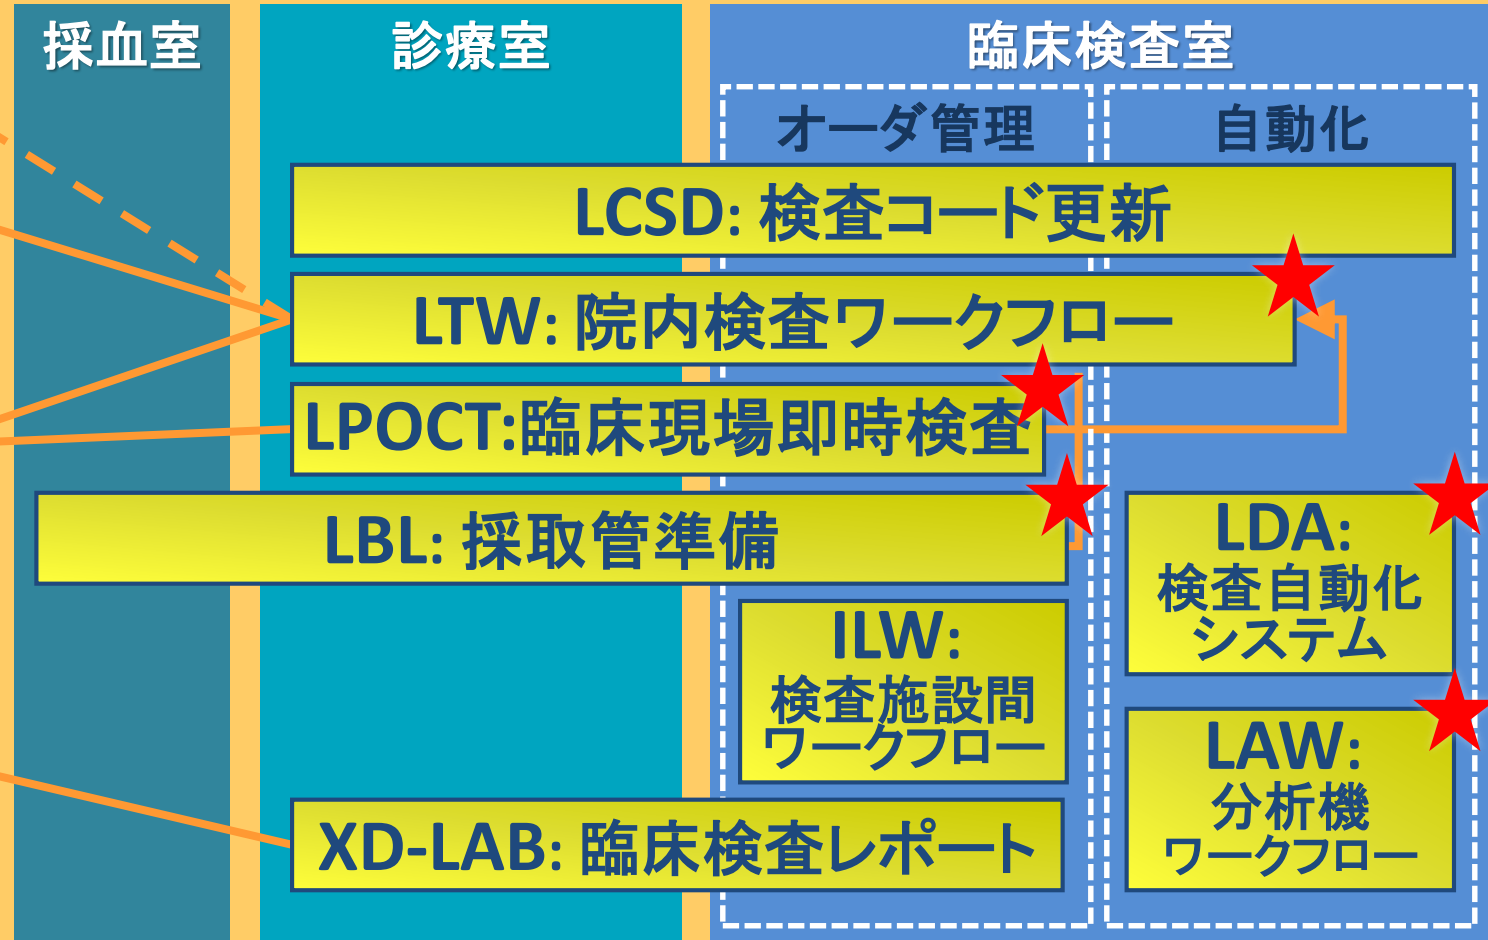 採血室
診療室
臨床検査室
オーダ管理
自動化
LCSD: 検査コード更新
LTW: 院内検査ワークフロー
LPOCT:臨床現場即時検査
LBL: 採取管準備
LDA:
検査自動化
システム
ILW:
検査施設間
ワークフロー
LAW:
分析機
ワークフロー
XD-LAB: 臨床検査レポート